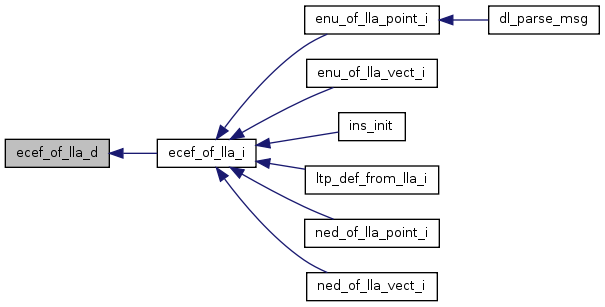 enu_of_lla_point_i
dl_parse_msg
enu_of_lla_vect_i
ins_init
ecef_of_lla_d
ecef_of_lla_i
ltp_def_from_lla_i
ned_of_lla_point_i
ned_of_lla_vect_i